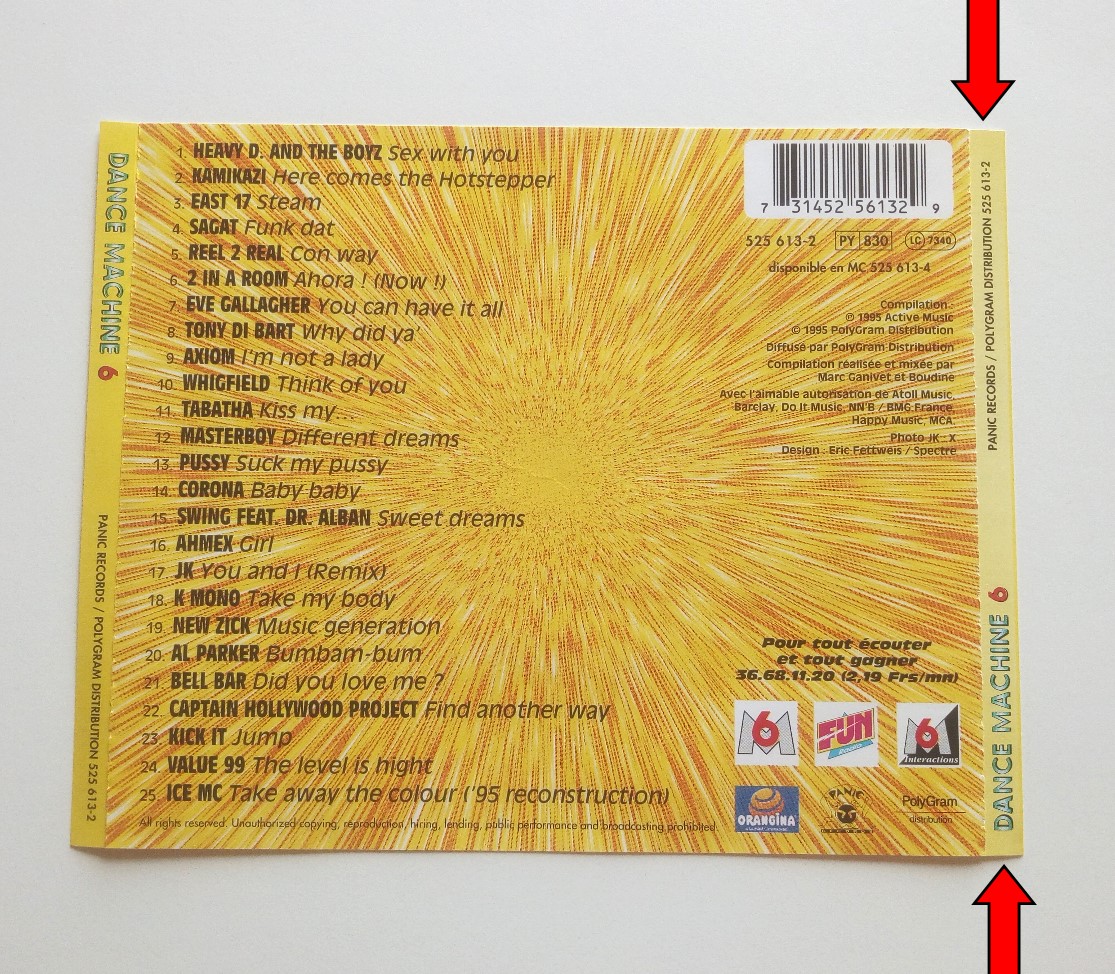 DANCE MACHINE 6
PANIC RECORDS / POLYGRAM DISTRIBUTION 525 613-2
1. HEAVY D. AND THE BOYZ Sex with you
2. KAMIKAZI Here comes the Hotstepper
3. EAST 17 Steam
4. SAGAT Funk dat
5. REEL 2 REAL Con way
6. 2 IN A ROOM Ahora ! (Now !)
7. EVE GALLAGHER You can have it all
8. TONY DI BART Why did ya'
9. AXIOM I'm not a lady
10. WHIGFIELD Think of you
11. TABATHA Kiss my...
12. MASTERBOY Different dreams
13. PUSSY Suck my pussy
14. CORONA Baby baby
15. SWING FEAT. DR. ALBAN Sweet dreams
16. AHMEX Girl
17. JK You and I (Remix)
18. K MONO Take my body
19. NEW ZICK Music generation
20. AL PARKER Bumbam-bum
21. BELL BAR Did you love me ?
22. CAPTAIN HOLLYWOOD PROJECT Find another way
23. KICK IT Jump
24. VALUE 99 The level is hight
25. ICE MC Take away the colour ('95 reconstruction)
All rights reserved. Unauthorized copying, reproduction, hiring, lending, public performance and broadcasting prohibited.
7 31452 56132 9
525 613-2 PY 830 LC 7340
disponible en MC 525 613-4
Compilation :
℗ 1995 Active Music
© 1995 PolyGram Distribution
Diffusé par PolyGram Distribution
Compilation réalisée et mixée par
Marc Ganivet et Boudine
Avec l'aimable autorisation de Atoll Music,
Barclay, Do It Music, NN'B / BMG France,
Happy Music, MCA.
Photo JK - X
Design : Eric Fettweis / Spectre
Pour tout écouter
et tout gagner
36.68.11.20 (2,19 Frs/mn)
M6
FUN
Radio
M6
Interactions
ORANGINA
PANIC
RECORDS
PolyGram
distribution
PANIC RECORDS / POLYGRAM DISTRIBUTION 525 613-2
DANCE MACHINE 6